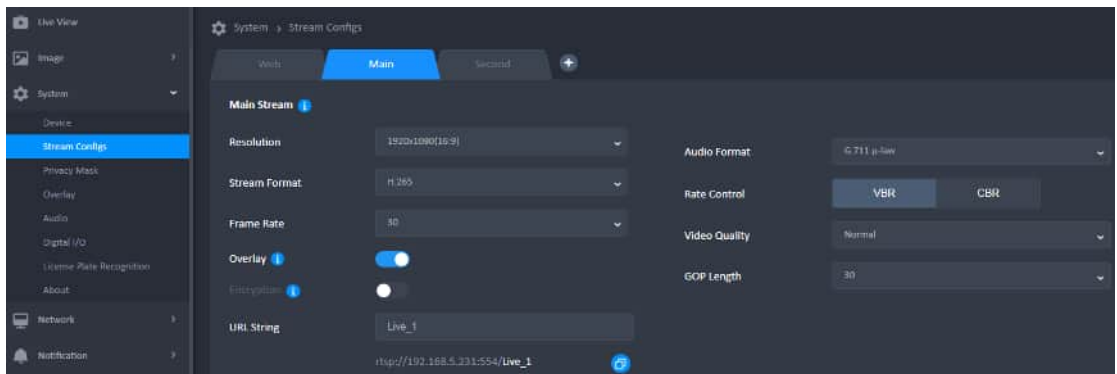 Live View
System > Stream Configs
Image
Web
Main
Second
System
Main Stream
Device
Stream Configs
Resolution
1920x1080(16:9)
Audio Format
G.711 μ-law
Privacy Mask
Stream Format
H.265
Rate Control
VBR
CBR
Overlay
Audio
Frame Rate
30
Video Quality
Normal
Digital I/O
License Plate Recognition
Overlay
GOP Length
30
About
Encryption
Network
URL String
Live_1
Notification
rtsp://192.168.5.231:554/Live_1